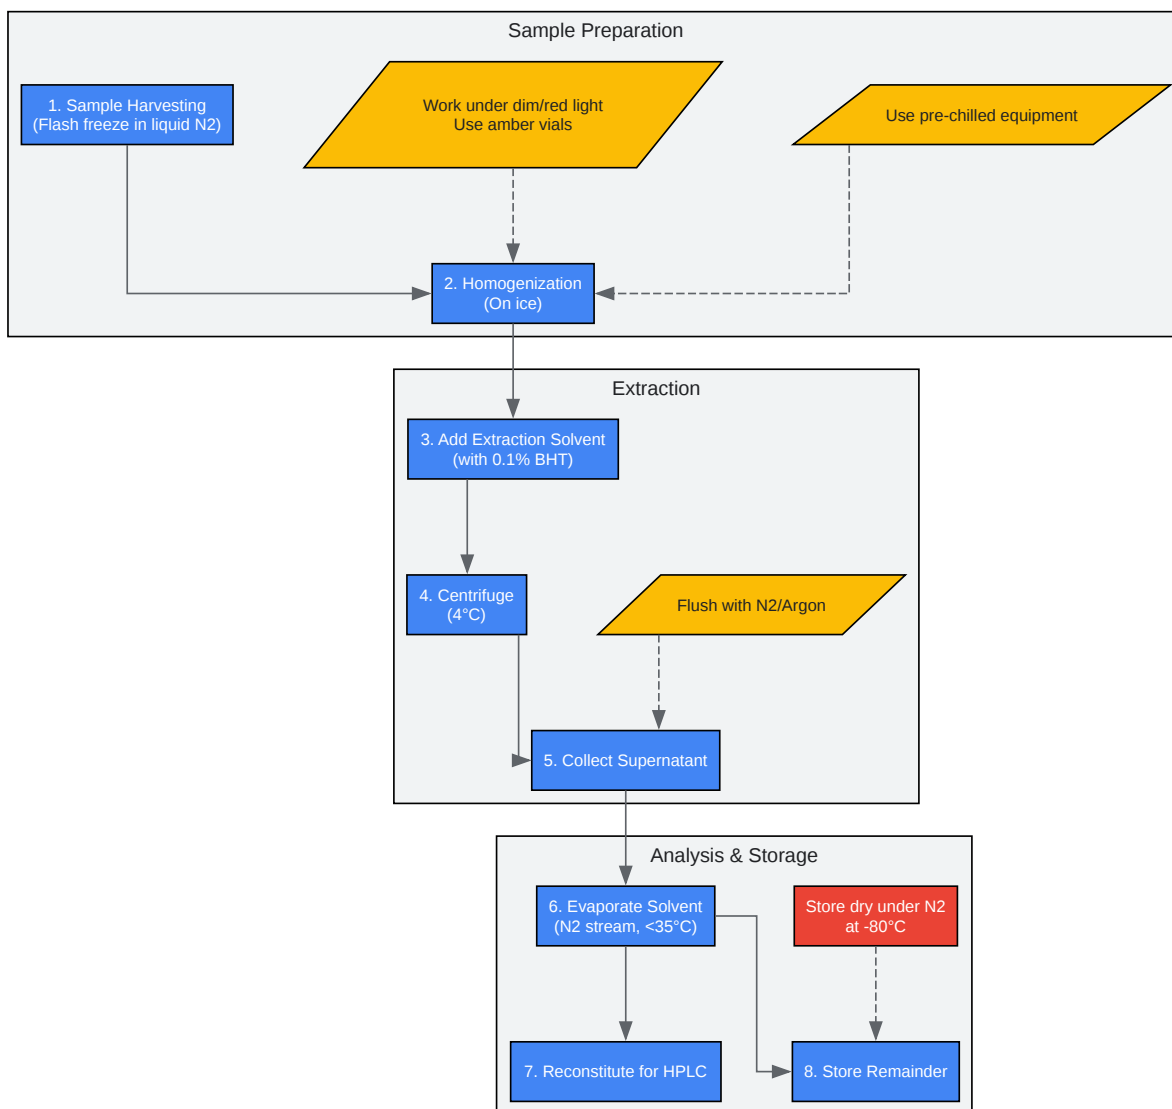 Sample Preparation
1. Sample Harvesting
(Flash freeze in liquid N2)
Work under dim/red light
Use amber vials
Use pre-chilled equipment
2. Homogenization
(On ice)
Extraction
3. Add Extraction Solvent
(with 0.1% BHT)
4. Centrifuge
(4°C)
Flush with N2/Argon
5. Collect Supernatant
Analysis & Storage
6. Evaporate Solvent
(N2 stream, <35°C)
Store dry under N2
at -80°C
7. Reconstitute for HPLC
8. Store Remainder